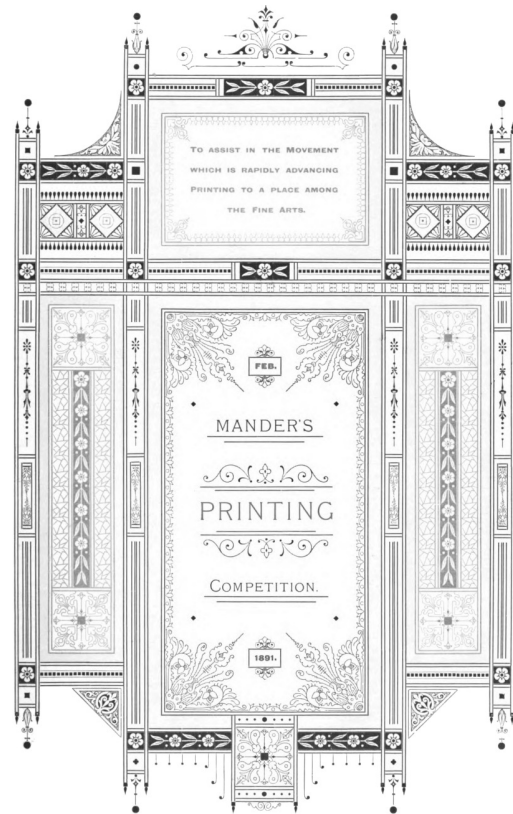 TO ASSIST IN THE MOVEMENT
WHICH IS RAPIDLY ADVANCING
PRINTING TO A PLACE AMONG
THE FINE ARTS.
FEB.
MANDER'S
PRINTING
COMPETITION.
1891.